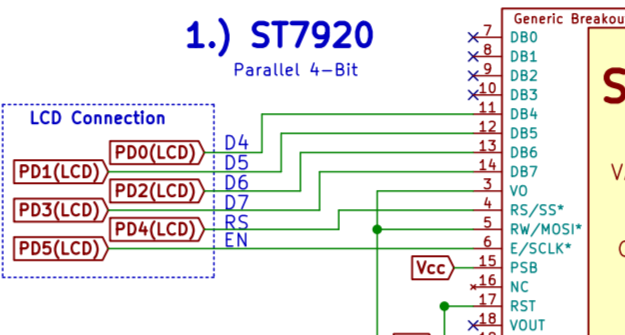 1.) ST7920
Parallel 4-Bit
Generic Breakou
LCD Connection
PD0(LCD) D4
PD1(LCD) D5
PD2(LCD) D6
PD3(LCD) D7
PD4(LCD) RS
PD5(LCD) EN
7 DB0
8 DB1
9 DB2
10 DB3
11 DB4
12 DB5
13 DB6
14 DB7
3 VO
4 RS/SS*
5 RW/MOSI*
6 E/SCLK*
Vcc 15 PSB
16 NC
17 RST
18 VOUT
S
V